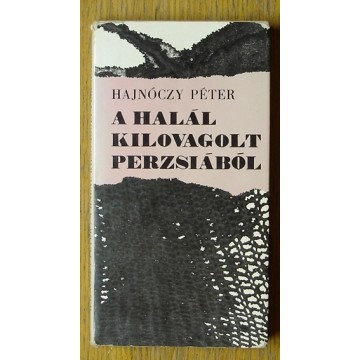 HAJNÓCZY PÉTER
A HALÁL
KILOVAGOLT
PERZSIÁBÓL